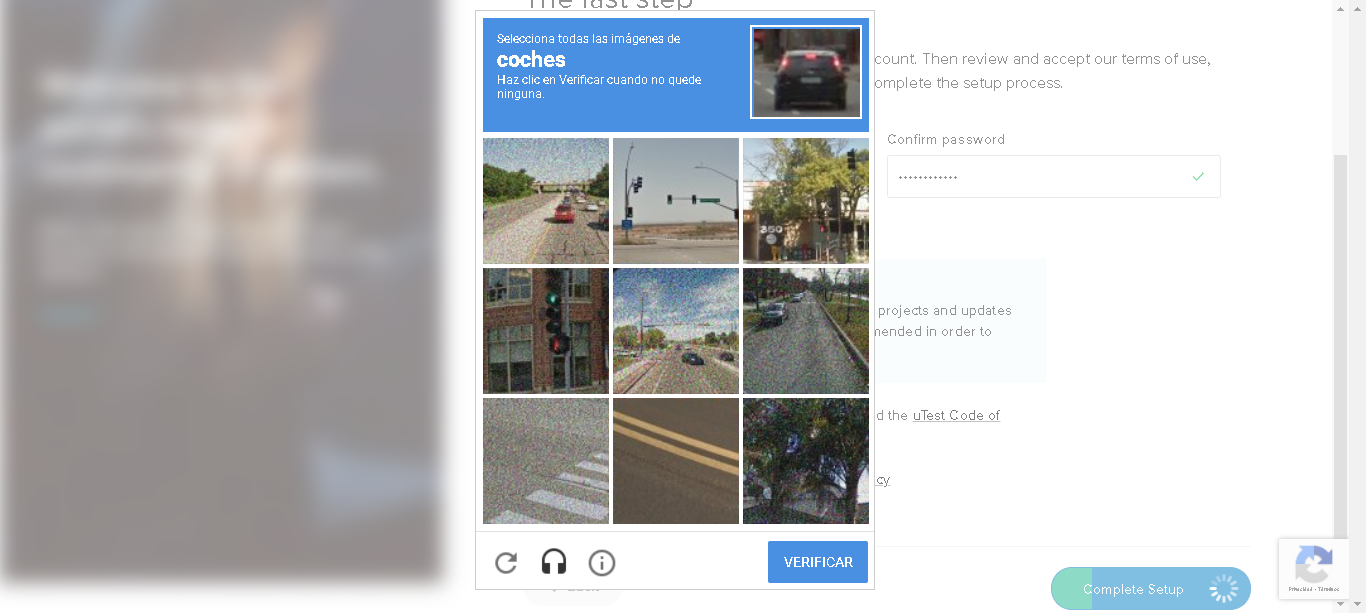 The last step
Selecciona todas las imágenes de
coches
Haz clic en Verificar cuando no quede
ninguna.
count. Then review and accept our terms of use,
omplete the setup process.
Confirm password
350
projects and updates
nended in order to
d the uTest Code of
cy
VERIFICAR
Complete Setup
Privacidad - Términos